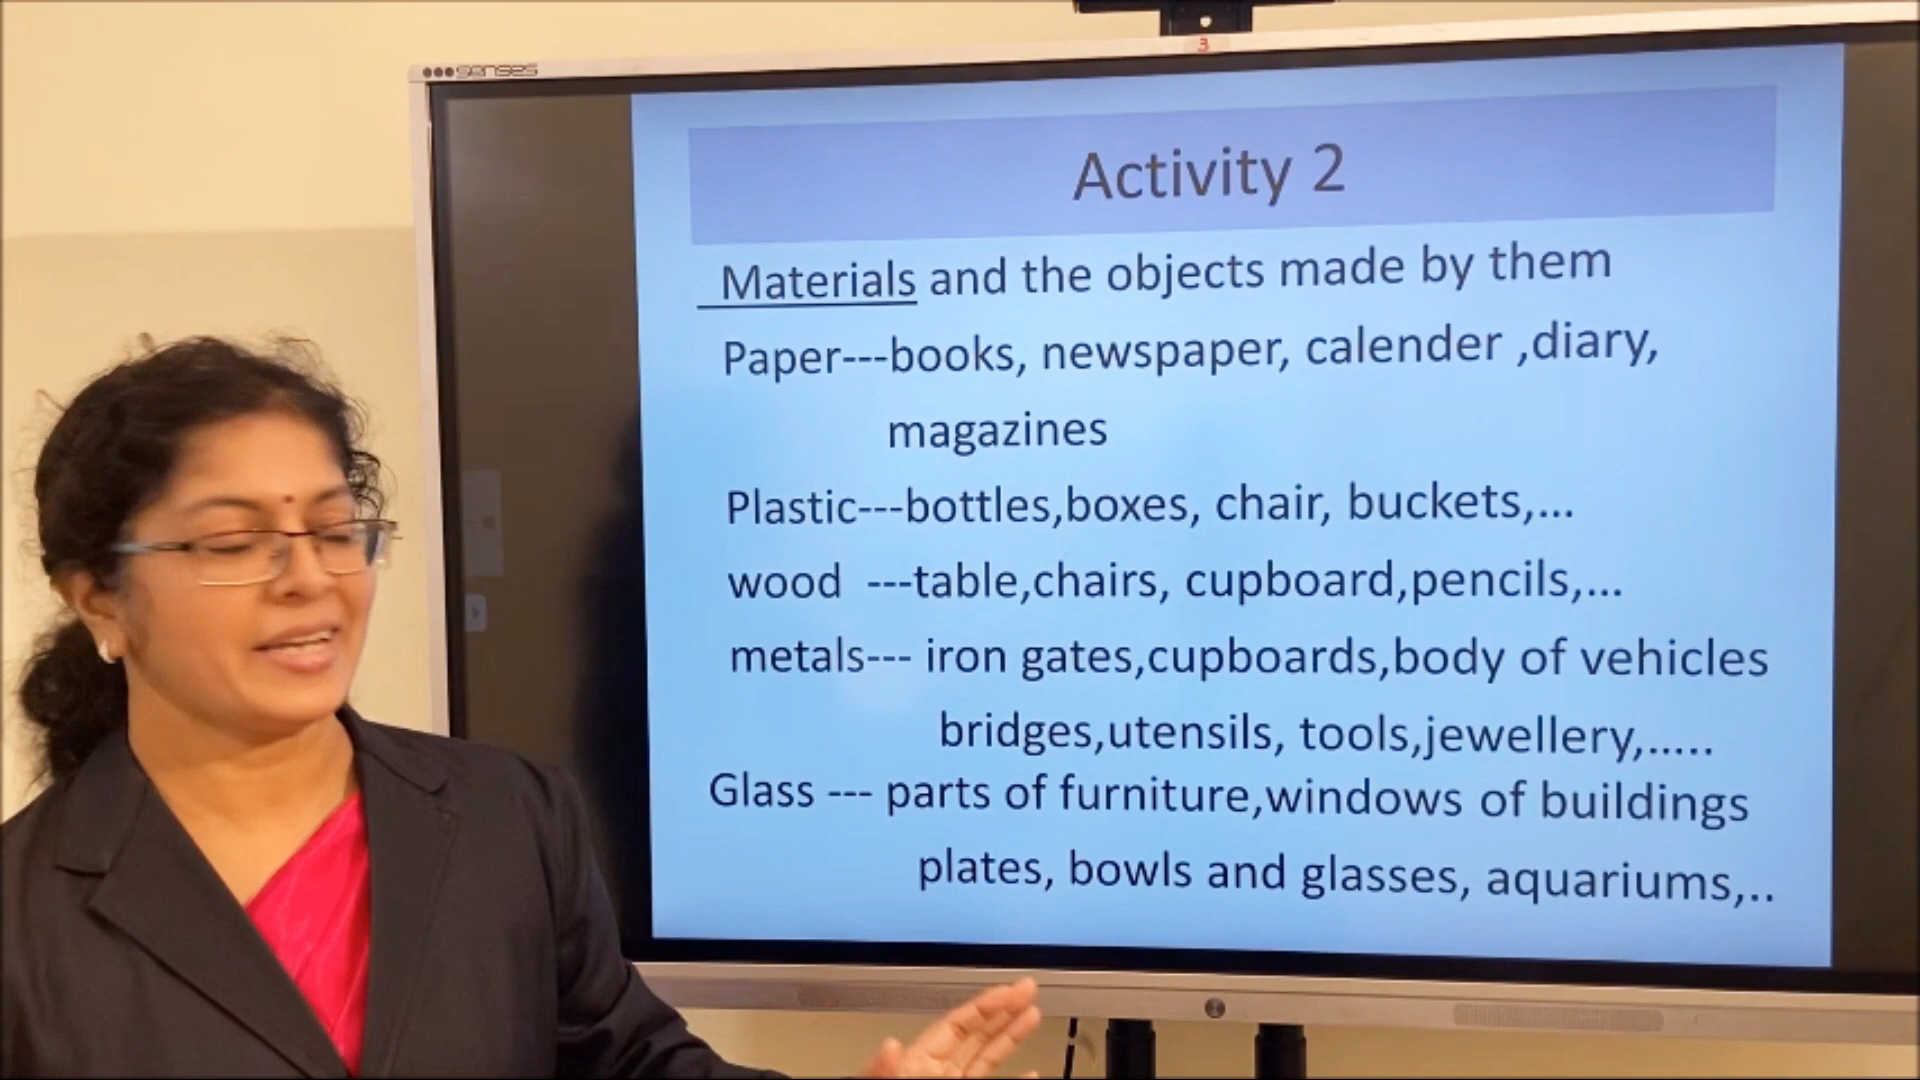 senses
3
Activity 2
Materials and the objects made by them
Paper---books, newspaper, calender ,diary,
magazines
Plastic---bottles,boxes, chair, buckets,...
wood ---table,chairs, cupboard,pencils,...
metals--- iron gates,cupboards,body of vehicles
bridges,utensils, tools,jewellery,.....
Glass --- parts of furniture,windows of buildings
plates, bowls and glasses, aquariums,..